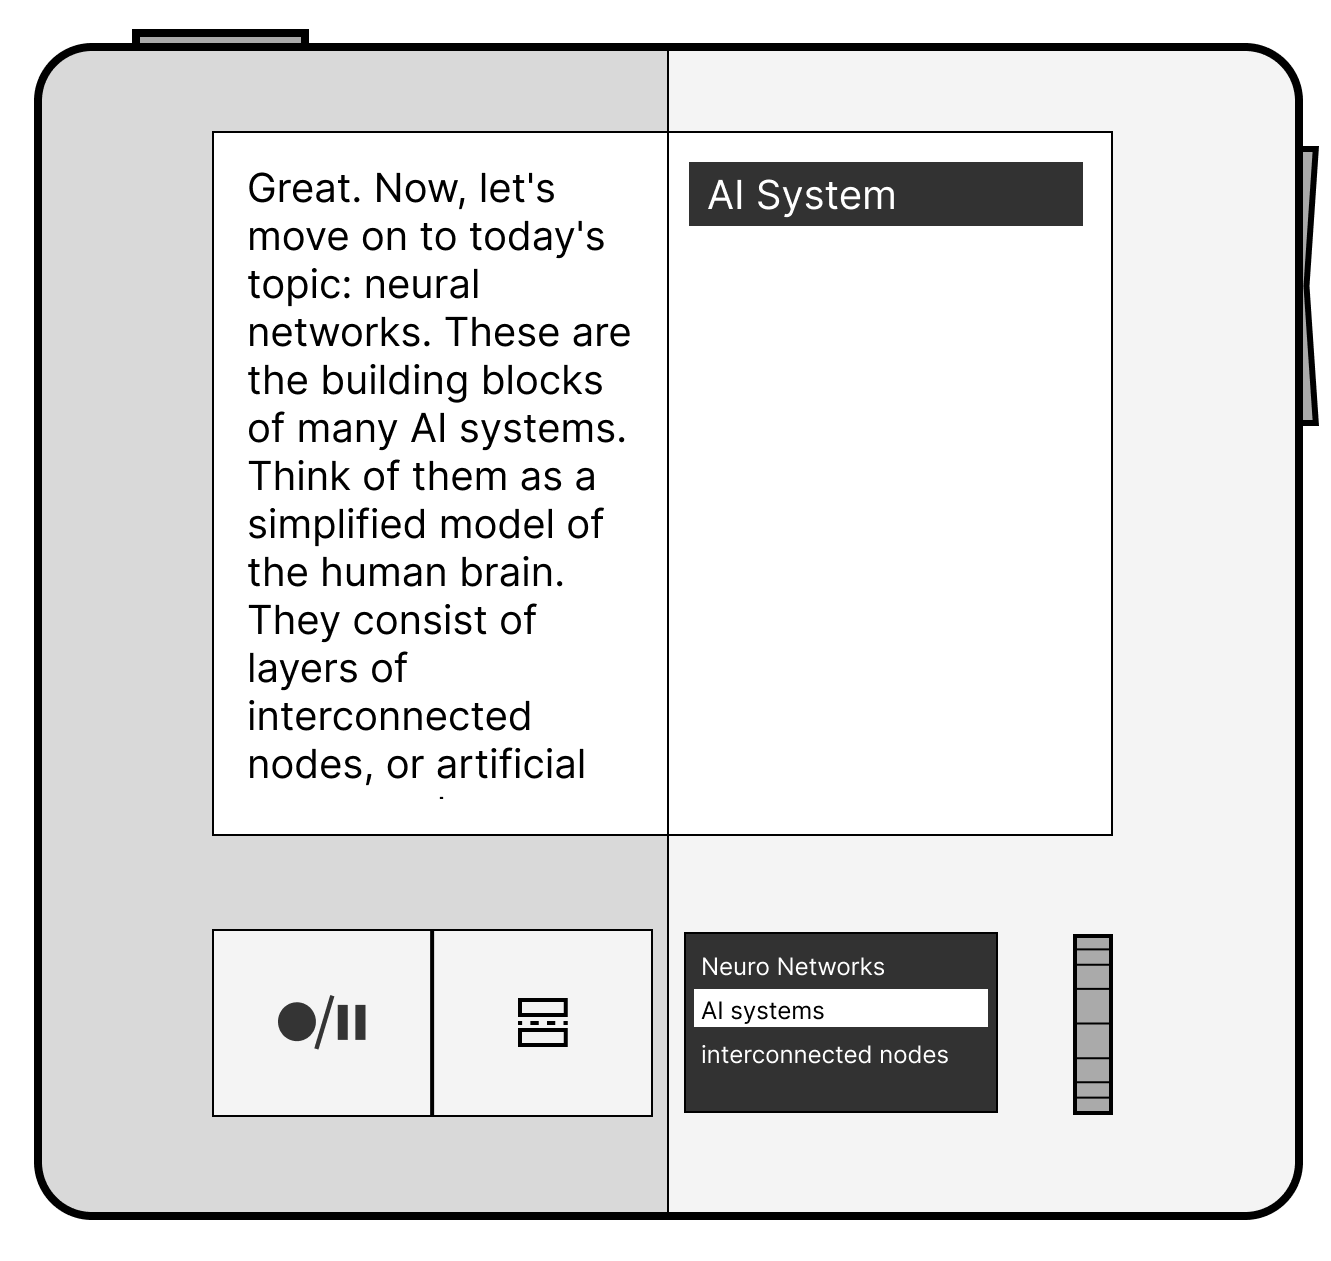 Great. Now, let's
move on to today's
topic: neural
networks. These are
the building blocks
of many AI systems.
Think of them as a
simplified model of
the human brain.
They consist of
layers of
interconnected
nodes, or artificial
AI System
Neuro Networks
AI systems
interconnected nodes